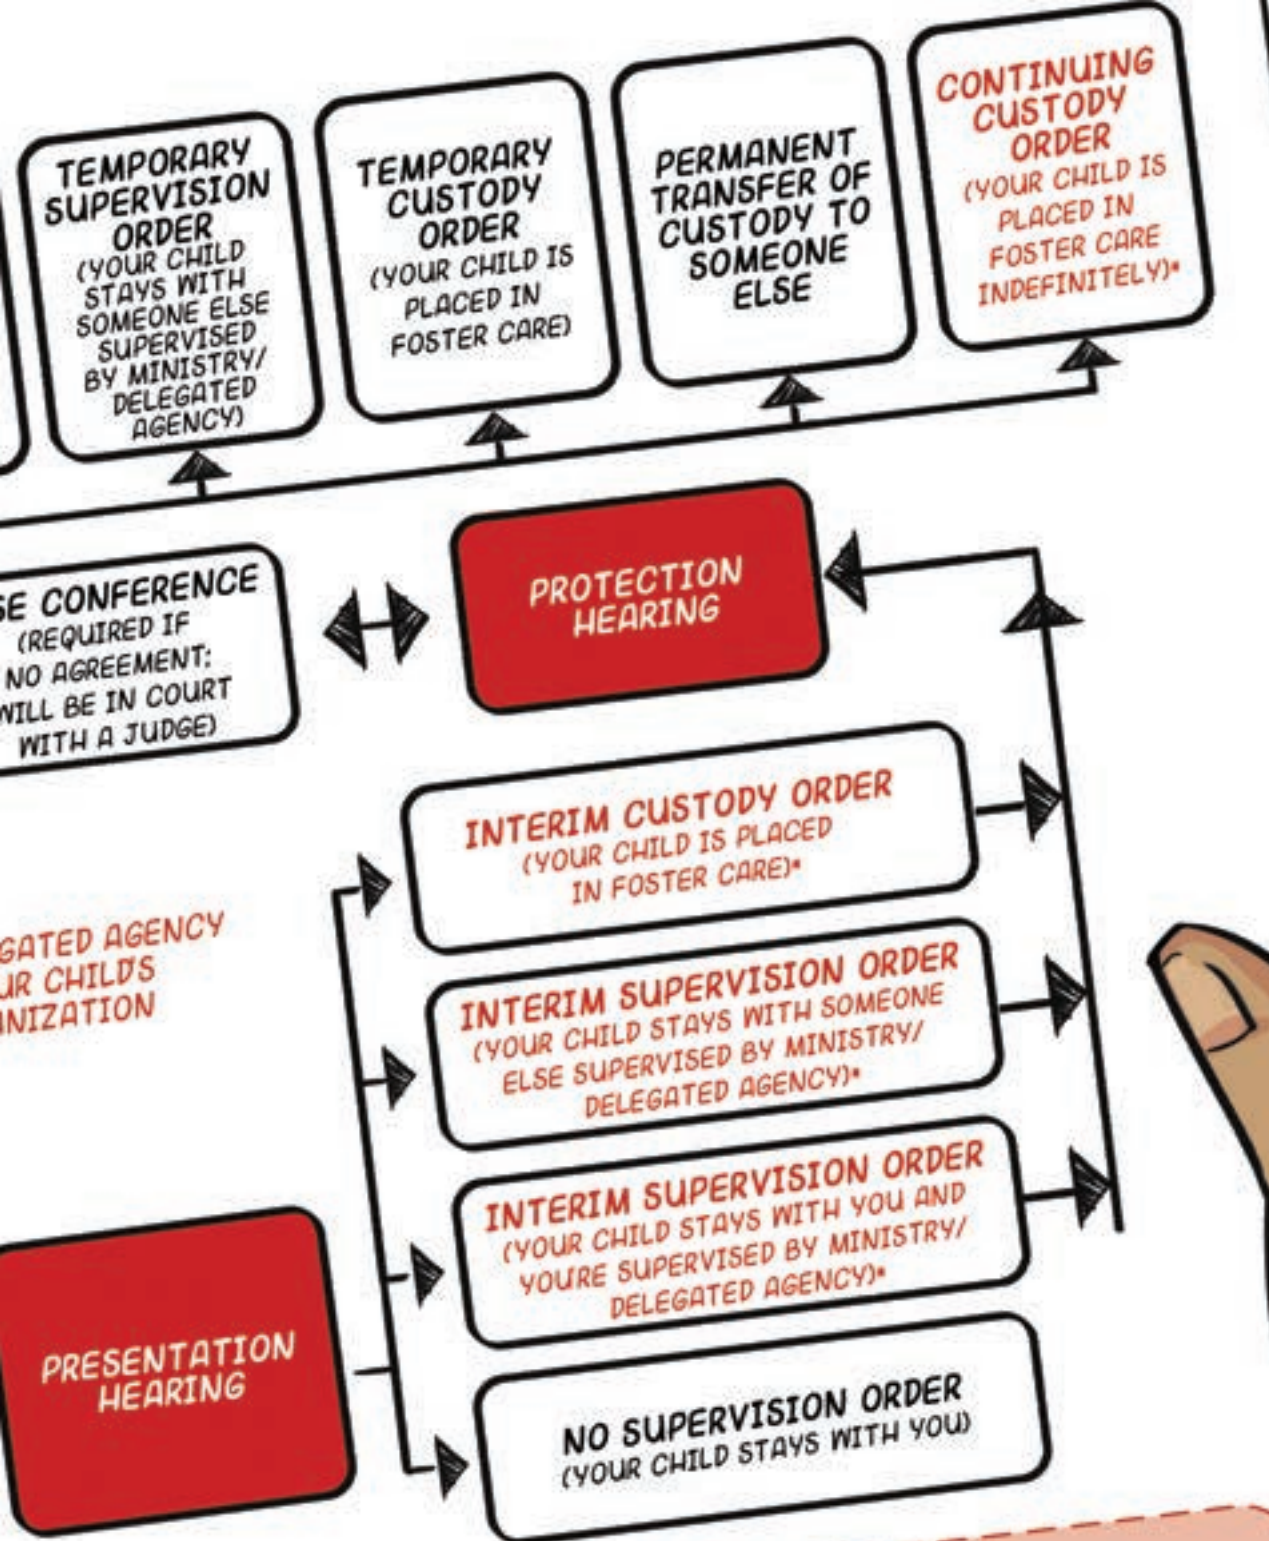 TEMPORARY
SUPERVISION
ORDER
(YOUR CHILD
STAYS WITH
SOMEONE ELSE
SUPERVISED
BY MINISTRY/
DELEGATED
AGENCY)
TEMPORARY
CUSTODY
ORDER
(YOUR CHILD IS
PLACED IN
FOSTER CARE)
PERMANENT
TRANSFER OF
CUSTODY TO
SOMEONE
ELSE
CONTINUING
CUSTODY
ORDER
(YOUR CHILD IS
PLACED IN
FOSTER CARE
INDEFINITELY)*
SE CONFERENCE
(REQUIRED IF
NO AGREEMENT:
WILL BE IN COURT
WITH A JUDGE)
PROTECTION
HEARING
INTERIM CUSTODY ORDER
(YOUR CHILD IS PLACED
IN FOSTER CARE)*
GATED AGENCY
UR CHILD'S
ANIZATION
INTERIM SUPERVISION ORDER
(YOUR CHILD STAYS WITH SOMEONE
ELSE SUPERVISED BY MINISTRY/
DELEGATED AGENCY)*
INTERIM SUPERVISION ORDER
(YOUR CHILD STAYS WITH YOU AND
YOU'RE SUPERVISED BY MINISTRY/
DELEGATED AGENCY)*
PRESENTATION
HEARING
NO SUPERVISION ORDER
(YOUR CHILD STAYS WITH YOU)